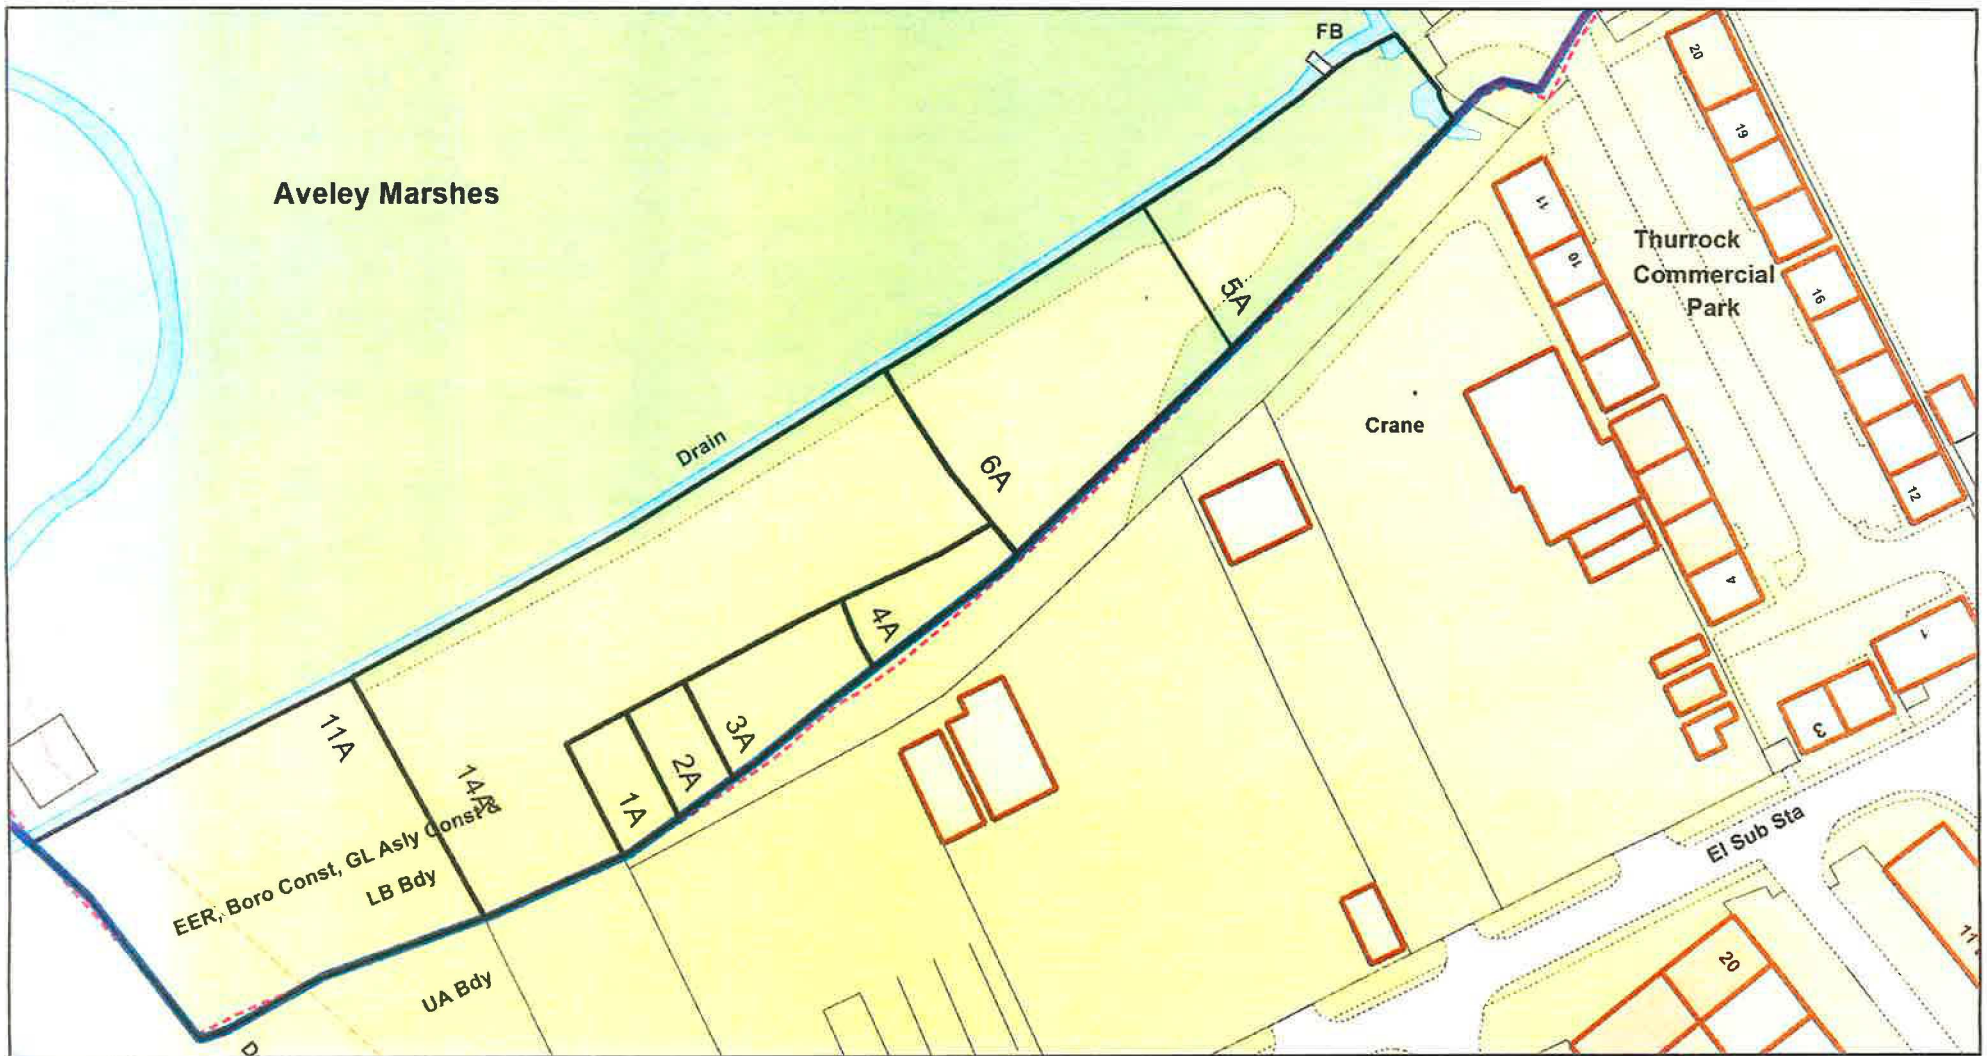 FB
20
19
Aveley Marshes
11
10
Thurrock
Commercial
Park
16
5A
Crane
Drain
6A
12
4
4A
1
3
11A
3A
2A
14A
1A
&
EER, Boro Const, GL Asly Const
LB Bdy
El Sub Sta
UA Bdy
20
11
D